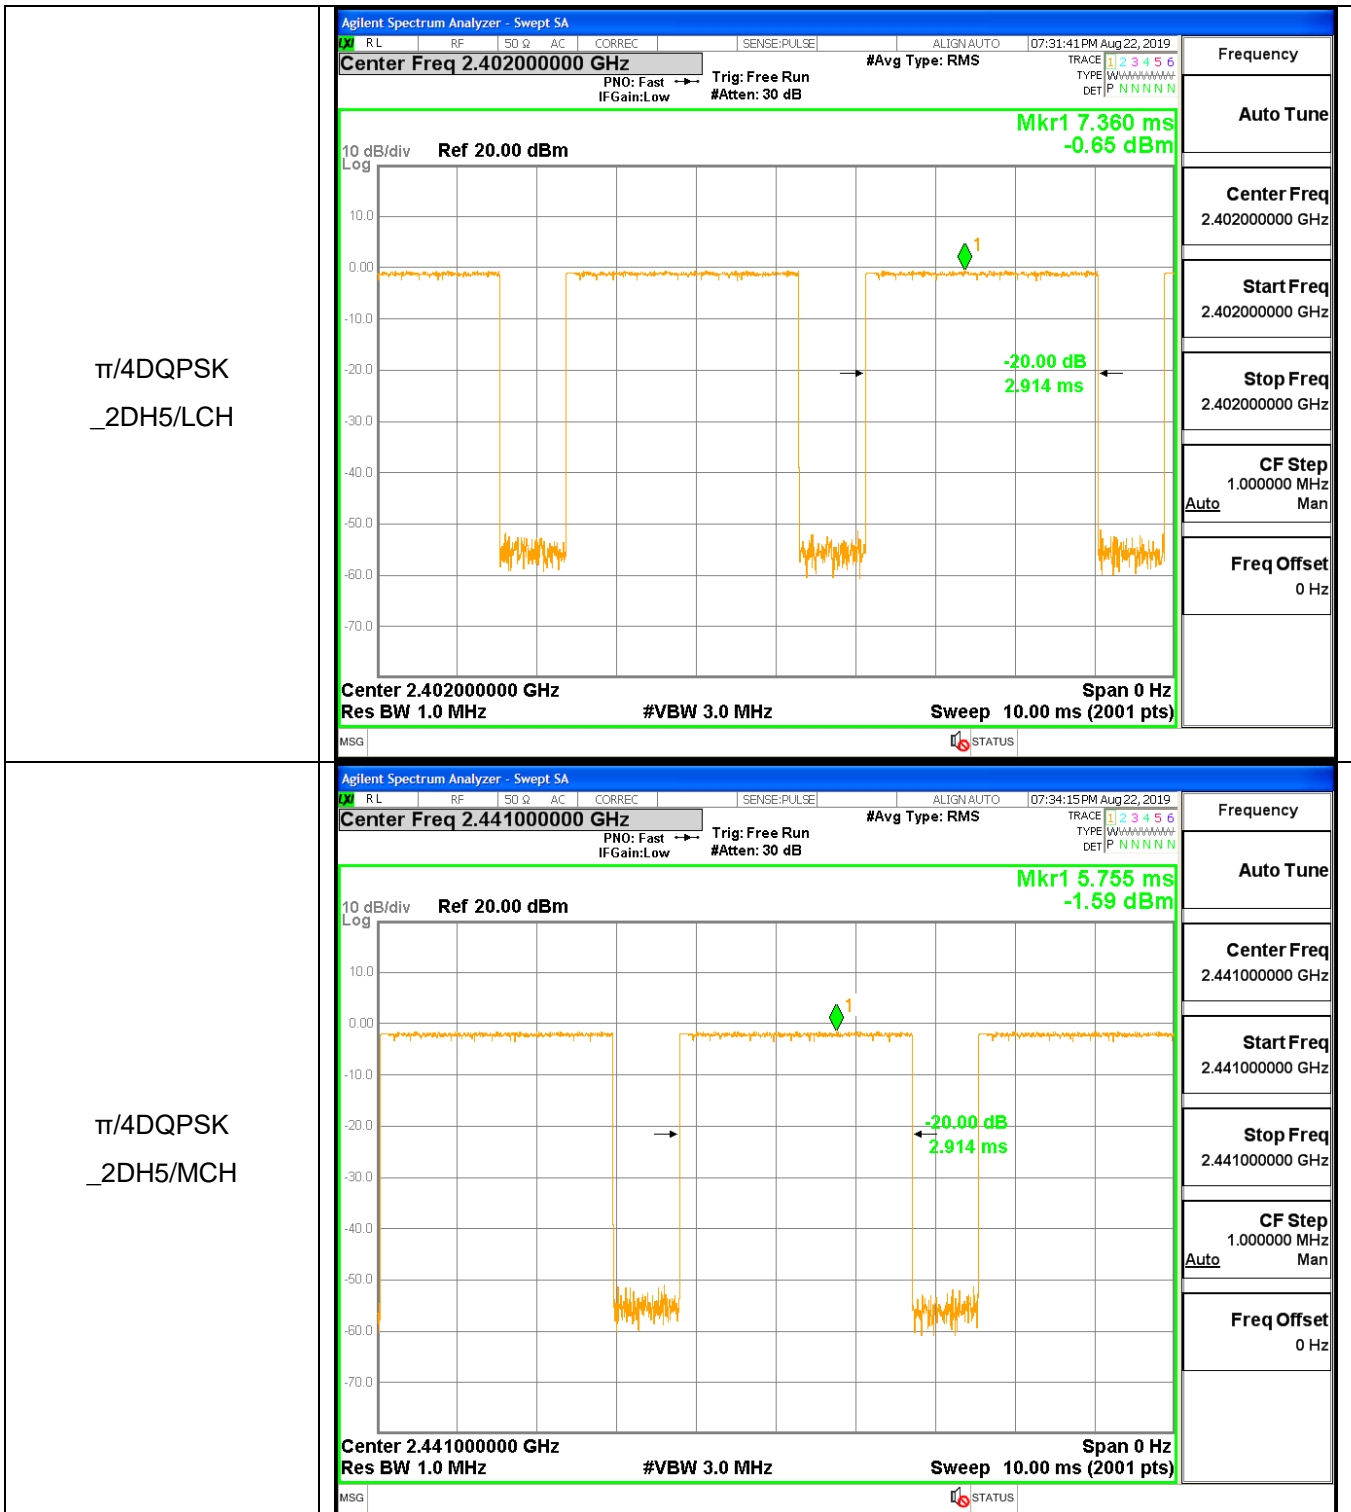 π/4DQPSK
_2DH5/LCH
Agilent Spectrum Analyzer - Swept SA
LXI RL RF 50 Ω AC CORREC SENSE:PULSE ALIGNAUTO 07:31:41PM Aug22, 2019
Center Freq 2.402000000 GHz #Avg Type: RMS TRACE 1 2 3 4 5 6
PNO: Fast Trig: Free Run TYPE WWWWWW
IFGain:Low #Atten: 30 dB DET P N N N N N
Mkr1 7.360 ms
-0.65 dBm
10 dB/div Ref 20.00 dBm
Log
10.0
1
0.00
-10.0
-20.0
-20.00 dB
2.914 ms
-30.0
-40.0
-50.0
-60.0
-70.0
Center 2.402000000 GHz Span 0 Hz
Res BW 1.0 MHz #VBW 3.0 MHz Sweep 10.00 ms (2001 pts)
MSG STATUS
Frequency
Auto Tune
Center Freq
2.402000000 GHz
Start Freq
2.402000000 GHz
Stop Freq
2.402000000 GHz
CF Step
1.000000 MHz
Auto Man
Freq Offset
0 Hz
π/4DQPSK
_2DH5/MCH
Agilent Spectrum Analyzer - Swept SA
LXI RL RF 50 Ω AC CORREC SENSE:PULSE ALIGNAUTO 07:34:15PM Aug22, 2019
Center Freq 2.441000000 GHz #Avg Type: RMS TRACE 1 2 3 4 5 6
PNO: Fast Trig: Free Run TYPE WWWWWW
IFGain:Low #Atten: 30 dB DET P N N N N N
Mkr1 5.755 ms
-1.59 dBm
10 dB/div Ref 20.00 dBm
Log
10.0
1
0.00
-10.0
-20.0
-20.00 dB
2.914 ms
-30.0
-40.0
-50.0
-60.0
-70.0
Center 2.441000000 GHz Span 0 Hz
Res BW 1.0 MHz #VBW 3.0 MHz Sweep 10.00 ms (2001 pts)
MSG STATUS
Frequency
Auto Tune
Center Freq
2.441000000 GHz
Start Freq
2.441000000 GHz
Stop Freq
2.441000000 GHz
CF Step
1.000000 MHz
Auto Man
Freq Offset
0 Hz